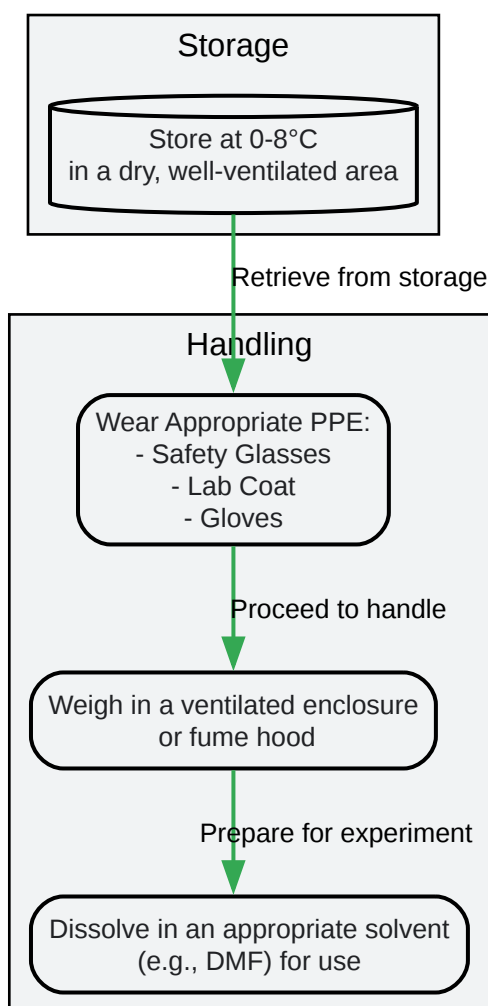 Storage
Store at 0-8°C
in a dry, well-ventilated area
Retrieve from storage
Handling
Wear Appropriate PPE:
- Safety Glasses
- Lab Coat
- Gloves
Proceed to handle
Weigh in a ventilated enclosure
or fume hood
Prepare for experiment
Dissolve in an appropriate solvent
(e.g., DMF) for use